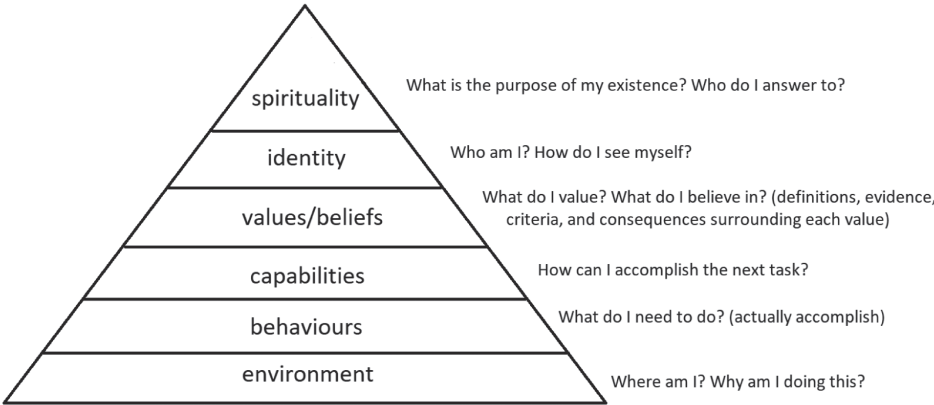 spirituality
What is the purpose of my existence? Who do I answer to?
identity
Who am I? How do I see myself?
values/beliefs
What do I value? What do I believe in? (definitions, evidence,
criteria, and consequences surrounding each value)
capabilities
How can I accomplish the next task?
behaviours
What do I need to do? (actually accomplish)
environment
Where am I? Why am I doing this?